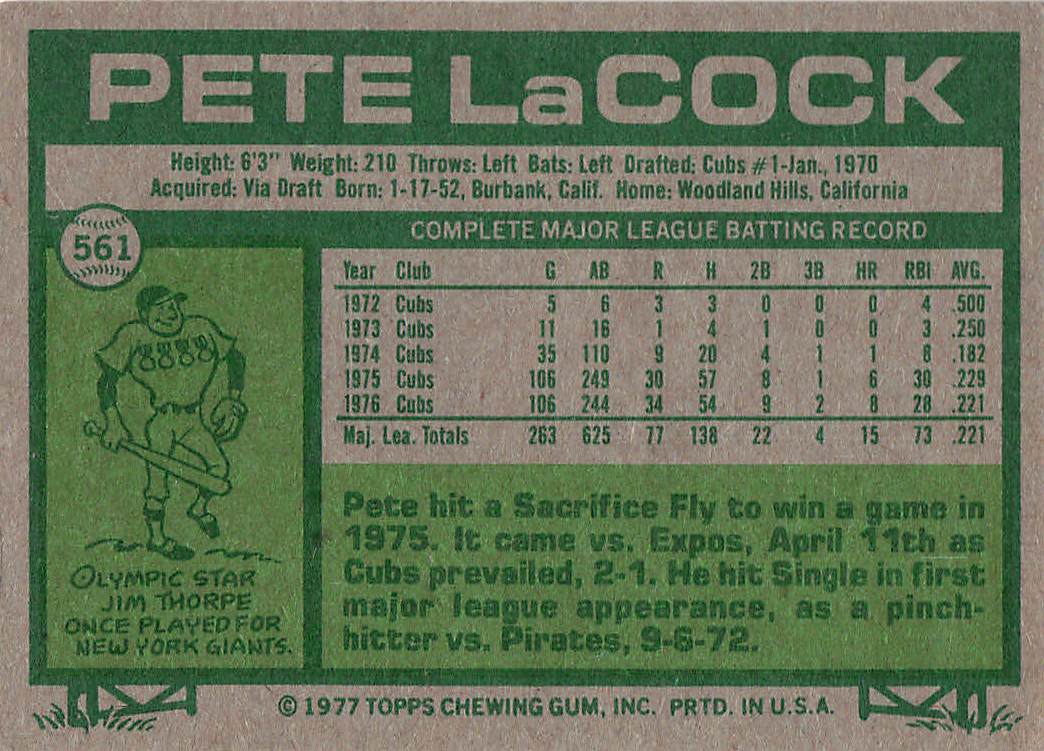 PETE LaCOCK
Height: 6'3" Weight: 210 Throws: Left Bats: Left Drafted: Cubs #1-Jan., 1970
Acquired: Via Draft Born: 1-17-52, Burbank, Calif. Home: Woodland Hills, California
561
COMPLETE MAJOR LEAGUE BATTING RECORD
Year Club G AB R H 2B 3B HR RBI AVG.
1972 Cubs 5 6 3 3 0 0 0 4 .500
1973 Cubs 11 16 1 4 1 0 0 3 .250
1974 Cubs 35 110 9 20 4 1 1 8 .182
1975 Cubs 106 249 30 57 8 1 6 30 .229
1976 Cubs 106 244 34 54 9 2 8 28 .221
Maj. Lea. Totals 263 625 77 138 22 4 15 73 .221
OLYMPIC STAR
JIM THORPE
ONCE PLAYED FOR
NEW YORK GIANTS.
Pete hit a Sacrifice Fly to win a game in
1975. It came vs. Expos, April 11th as
Cubs prevailed, 2-1. He hit Single in first
major league appearance, as a pinch-
hitter vs. Pirates, 9-6-72.
© 1977 TOPPS CHEWING GUM, INC. PRTD. IN U.S.A.